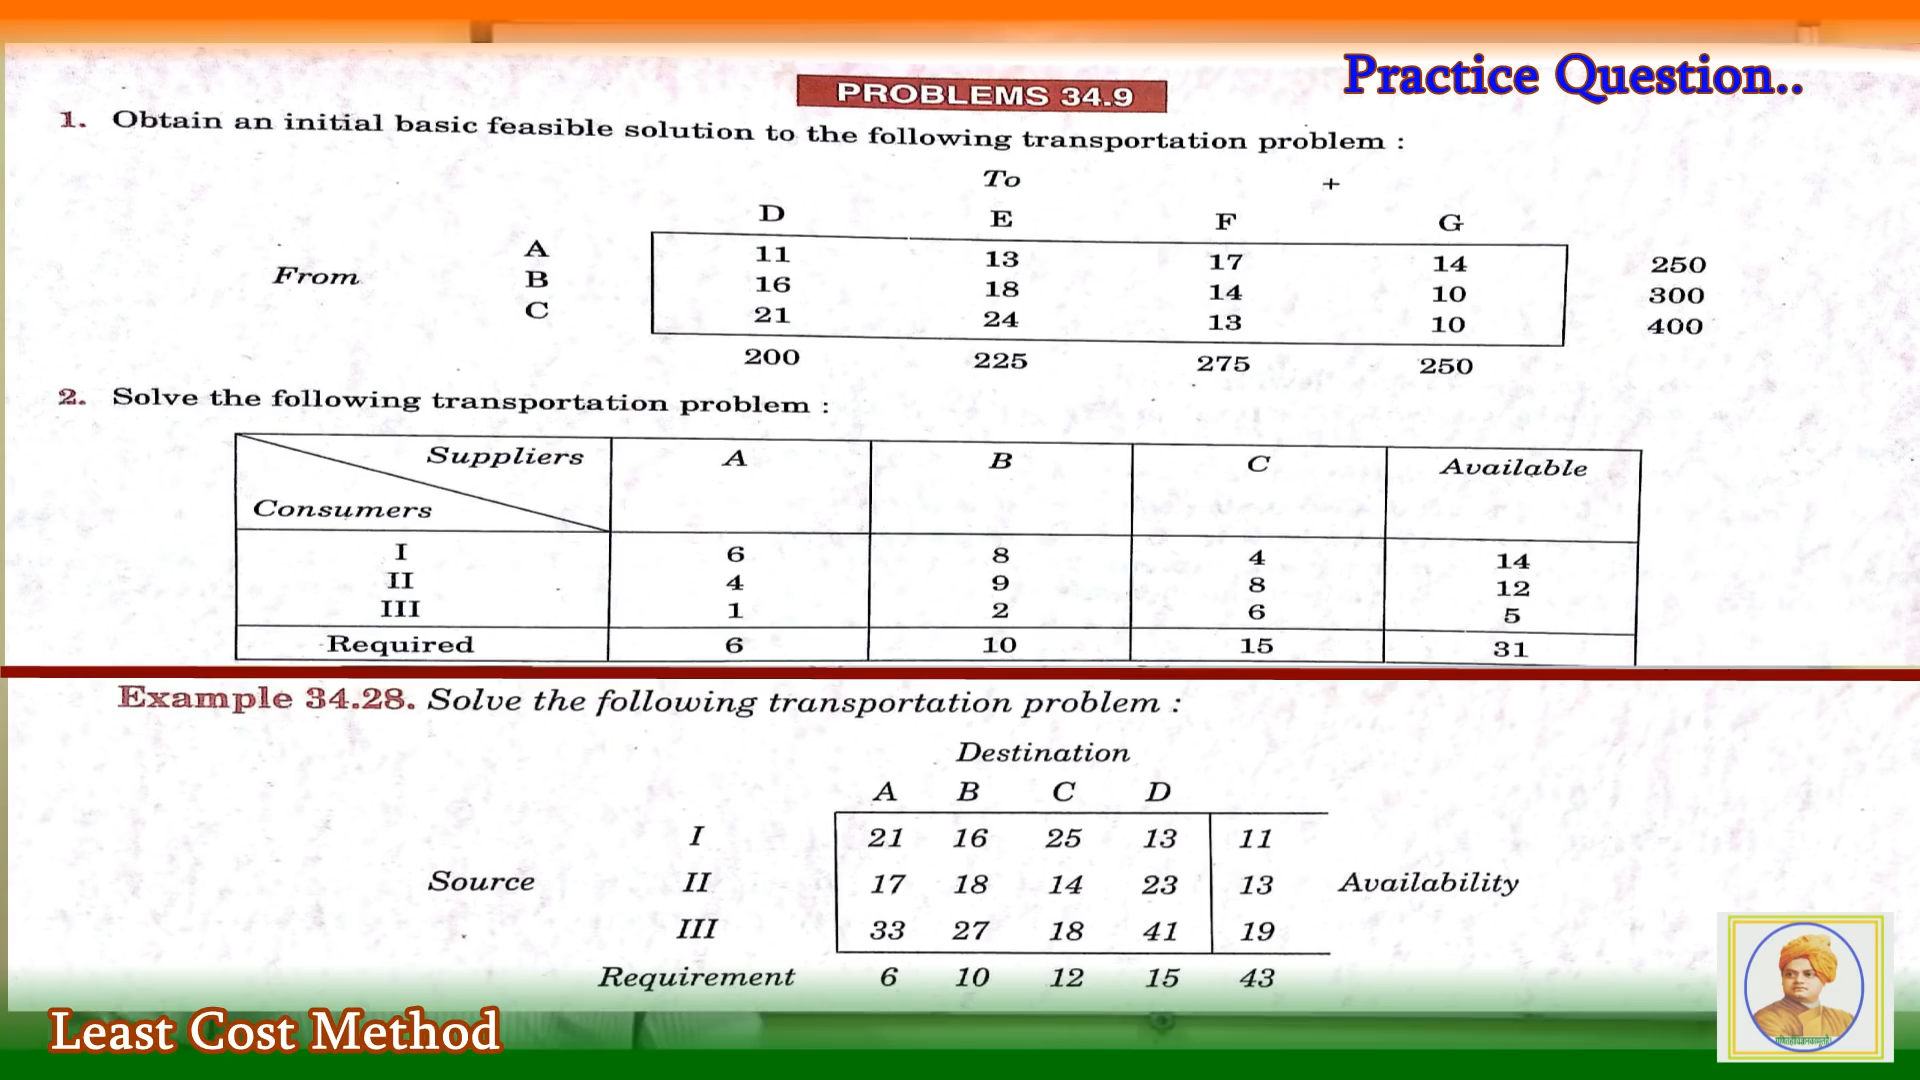 Practice Question..
PROBLEMS 34.9
1. Obtain an initial basic feasible solution to the following transportation problem :
To +
D E F G
A 11 13 17 14 250
From B 16 18 14 10 300
C 21 24 13 10 400
200 225 275 250
2. Solve the following transportation problem :
Suppliers A B C Available
Consumers
I 6 8 4 14
II 4 9 8 12
III 1 2 6 5
Required 6 10 15 31
Example 34.28. Solve the following transportation problem :
Destination
A B C D
I 21 16 25 13 11
Source II 17 18 14 23 13 Availability
III 33 27 18 41 19
Requirement 6 10 12 15 43
Least Cost Method